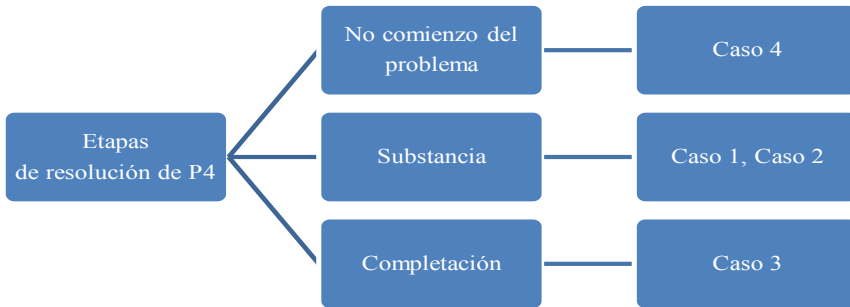 Etapas
de resolución de P4
No comienzo del
problema
Caso 4
Substancia
Caso 1, Caso 2
Completación
Caso 3